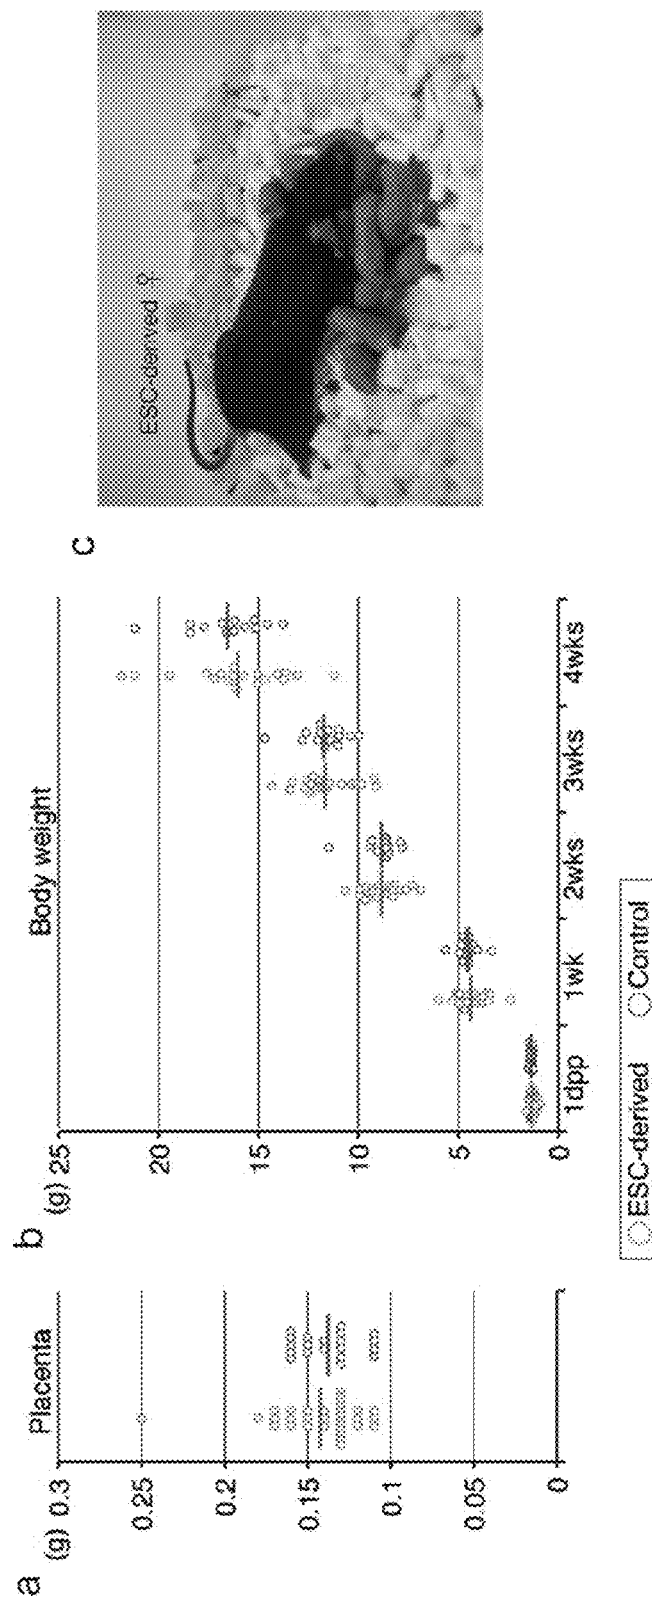 a
Placenta
(g) 0.3
0.25
0.2
0.15
0.1
0.05
0
b
Body weight
(g) 25
20
15
10
5
0
1dpp 1wk 2wks 3wks 4wks
ESC-derived Control
c
ESC-derived ♀